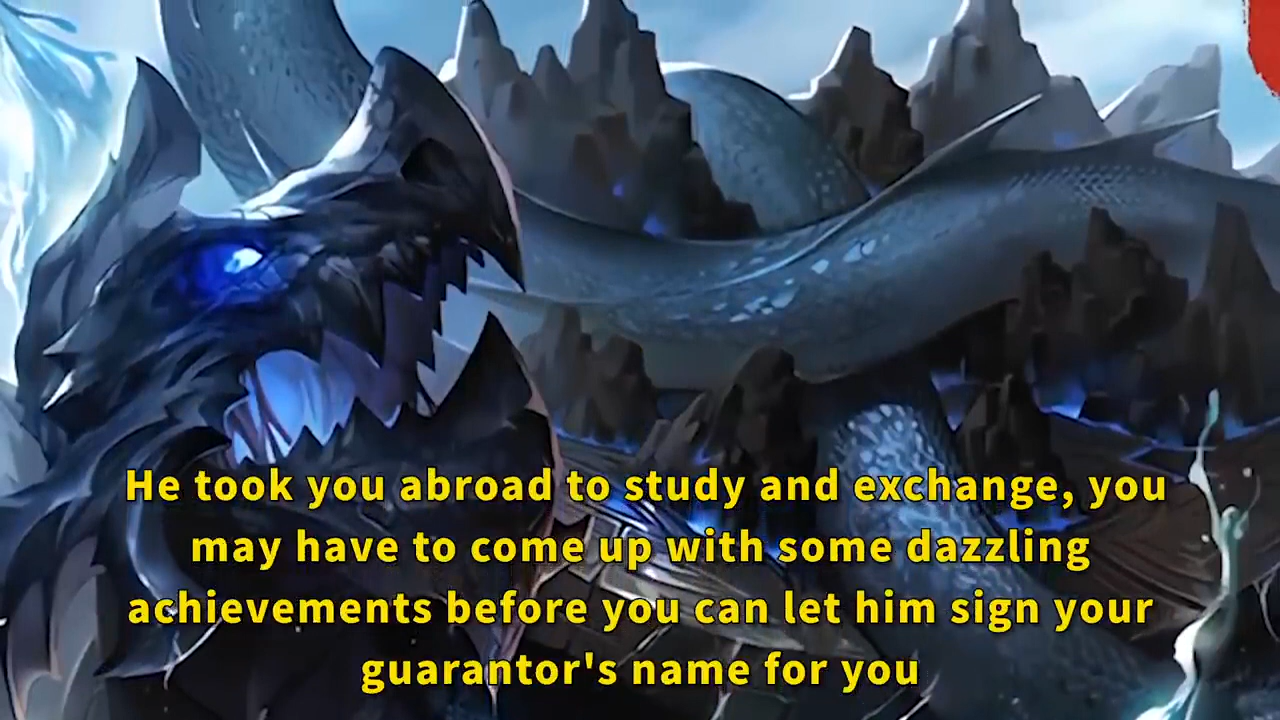 He took you abroad to study and exchange, you
may have to come up with some dazzling
achievements before you can let him sign your
guarantor's name for you